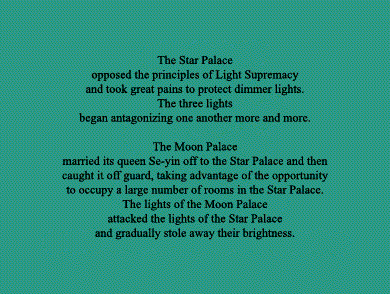 The Star Palace
opposed the principles of Light Supremacy
and took great pains to protect dimmer lights.
The three lights
began antagonizing one another more and more.
The Moon Palace
married its queen Se-yin off to the Star Palace and then
caught it off guard, taking advantage of the opportunity
to occupy a large number of rooms in the Star Palace.
The lights of the Moon Palace
attacked the lights of the Star Palace
and gradually stole away their brightness.